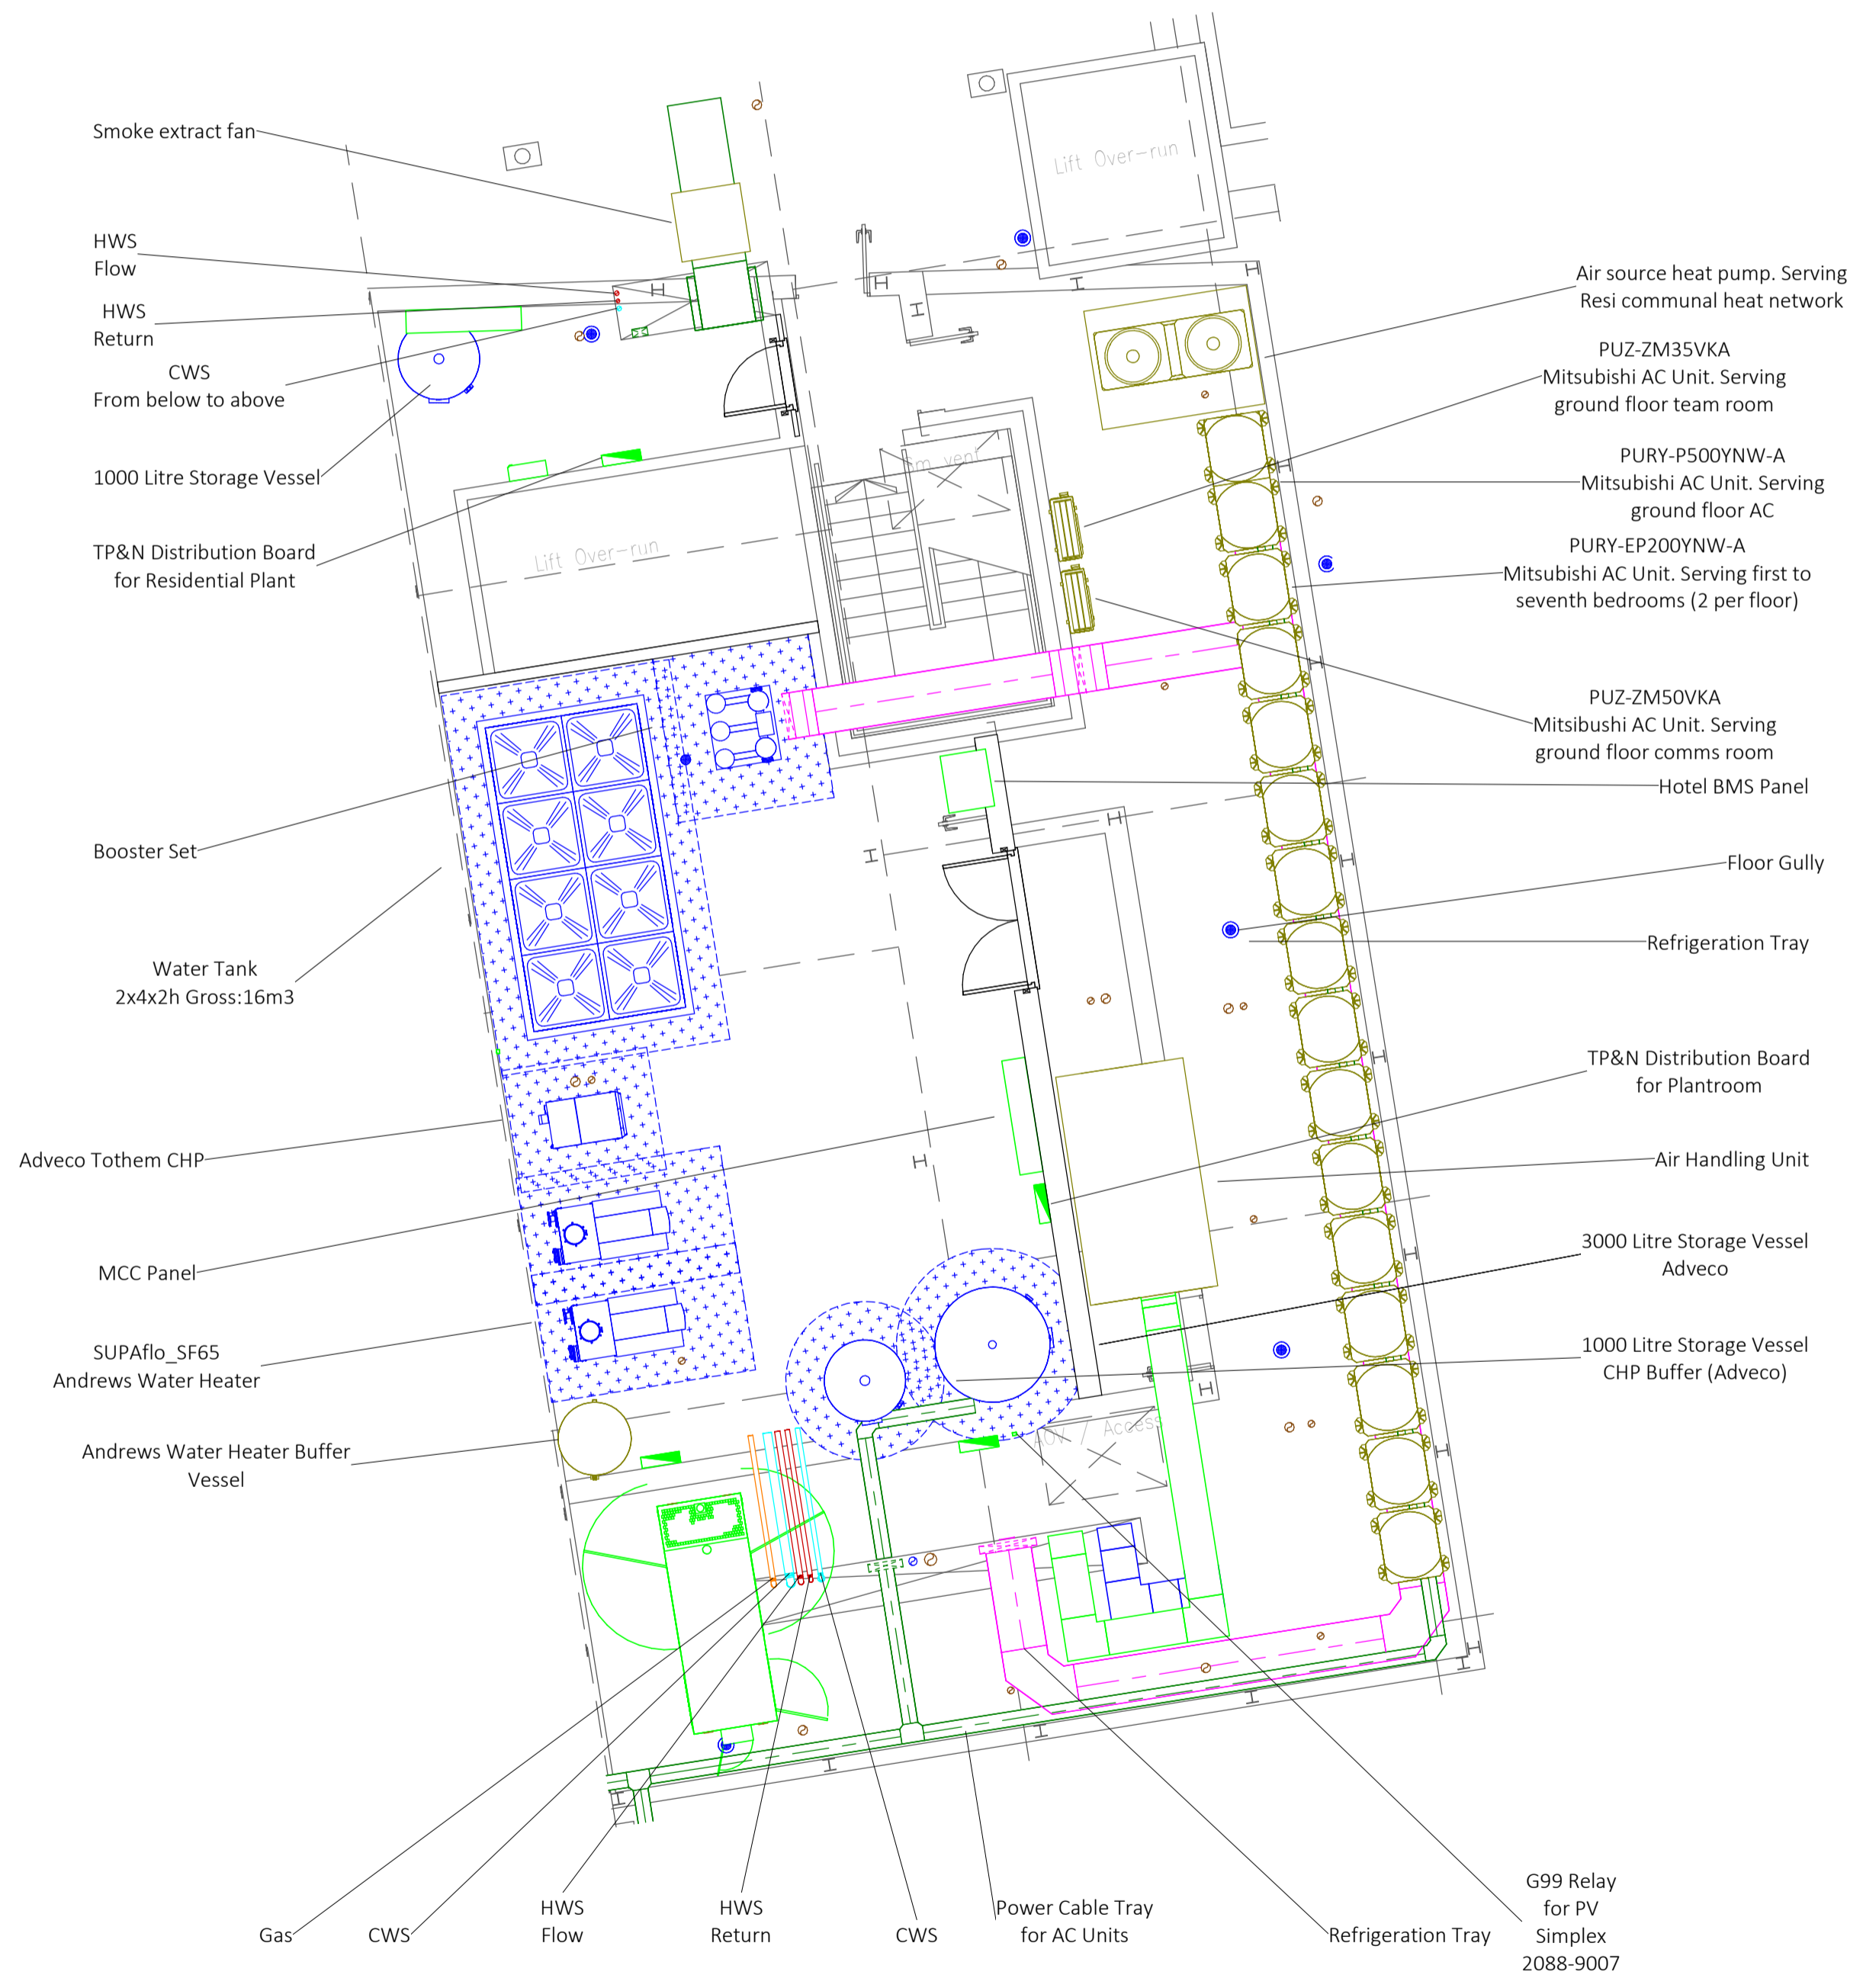 Smoke extract fan
HWS
Flow
HWS
Return
CWS
From below to above
1000 Litre Storage Vessel
TP&N Distribution Board
for Residential Plant
Booster Set
Water Tank
2x4x2h Gross:16m3
Adveco Tothem CHP
MCC Panel
SUPAflo_SF65
Andrews Water Heater
Andrews Water Heater Buffer
Vessel
Lift Over-run
Lift Over-run
Sm vent
AOV / Access
Air source heat pump. Serving
Resi communal heat network
PUZ-ZM35VKA
Mitsubishi AC Unit. Serving
ground floor team room
PURY-P500YNW-A
Mitsubishi AC Unit. Serving
ground floor AC
PURY-EP200YNW-A
Mitsubishi AC Unit. Serving first to
seventh bedrooms (2 per floor)
PUZ-ZM50VKA
Mitsibushi AC Unit. Serving
ground floor comms room
Hotel BMS Panel
Floor Gully
Refrigeration Tray
TP&N Distribution Board
for Plantroom
Air Handling Unit
3000 Litre Storage Vessel
Adveco
1000 Litre Storage Vessel
CHP Buffer (Adveco)
Gas
CWS
HWS
Flow
HWS
Return
CWS
Power Cable Tray
for AC Units
Refrigeration Tray
G99 Relay
for PV
Simplex
2088-9007